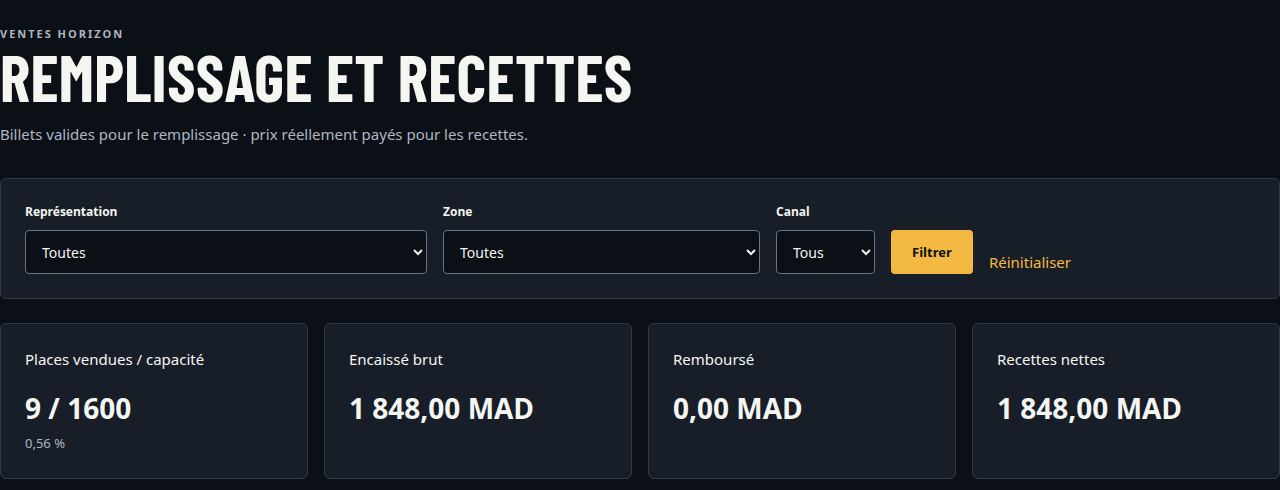 VENTES HORIZON
REMPLISSAGE ET RECETTES
Billets valides pour le remplissage · prix réellement payés pour les recettes.
Représentation
Zone
Canal
Toutes
Toutes
Tous
Filtrer
Réinitialiser
Places vendues / capacité
9 / 1600
0,56 %
Encaissé brut
1 848,00 MAD
Remboursé
0,00 MAD
Recettes nettes
1 848,00 MAD